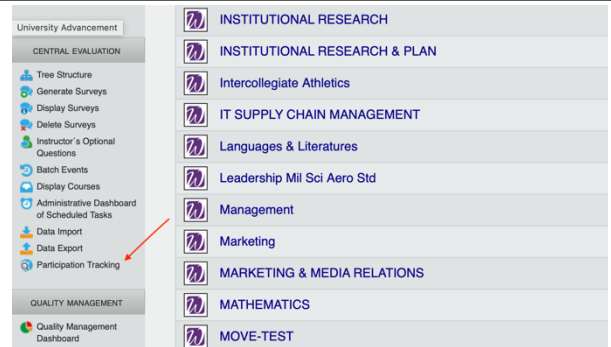 University Advancement
CENTRAL EVALUATION
Tree Structure
Generate Surveys
Display Surveys
Delete Surveys
Instructor´s Optional
Questions
Batch Events
Display Courses
Administrative Dashboard
of Scheduled Tasks
Data Import
Data Export
Participation Tracking
QUALITY MANAGEMENT
Quality Management
Dashboard
INSTITUTIONAL RESEARCH
INSTITUTIONAL RESEARCH & PLAN
Intercollegiate Athletics
IT SUPPLY CHAIN MANAGEMENT
Languages & Literatures
Leadership Mil Sci Aero Std
Management
Marketing
MARKETING & MEDIA RELATIONS
MATHEMATICS
MOVE-TEST